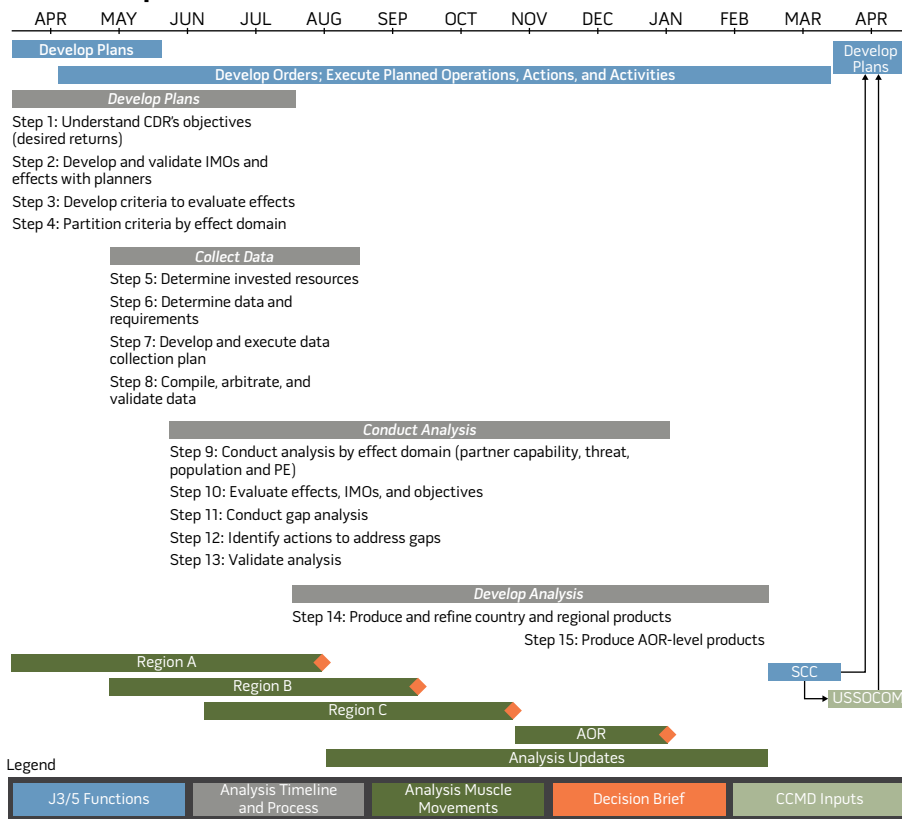 APR MAY JUN JUL AUG SEP OCT NOV DEC JAN FEB MAR APR
Develop Plans
Develop
Plans
Develop Orders; Execute Planned Operations, Actions, and Activities
Develop Plans
Step 1: Understand CDR's objectives
(desired returns)
Step 2: Develop and validate IMOs and
effects with planners
Step 3: Develop criteria to evaluate effects
Step 4: Partition criteria by effect domain
Collect Data
Step 5: Determine invested resources
Step 6: Determine data and
requirements
Step 7: Develop and execute data
collection plan
Step 8: Compile, arbitrate, and
validate data
Conduct Analysis
Step 9: Conduct analysis by effect domain (partner capability, threat,
population and PE)
Step 10: Evaluate effects, IMOs, and objectives
Step 11: Conduct gap analysis
Step 12: Identify actions to address gaps
Step 13: Validate analysis
Develop Analysis
Step 14: Produce and refine country and regional products
Step 15: Produce AOR-level products
Region A
SCC
Region B
USSOCOM
Region C
AOR
Analysis Updates
Legend
J3/5 Functions
Analysis Timeline
and Process
Analysis Muscle
Movements
Decision Brief
CCMD Inputs